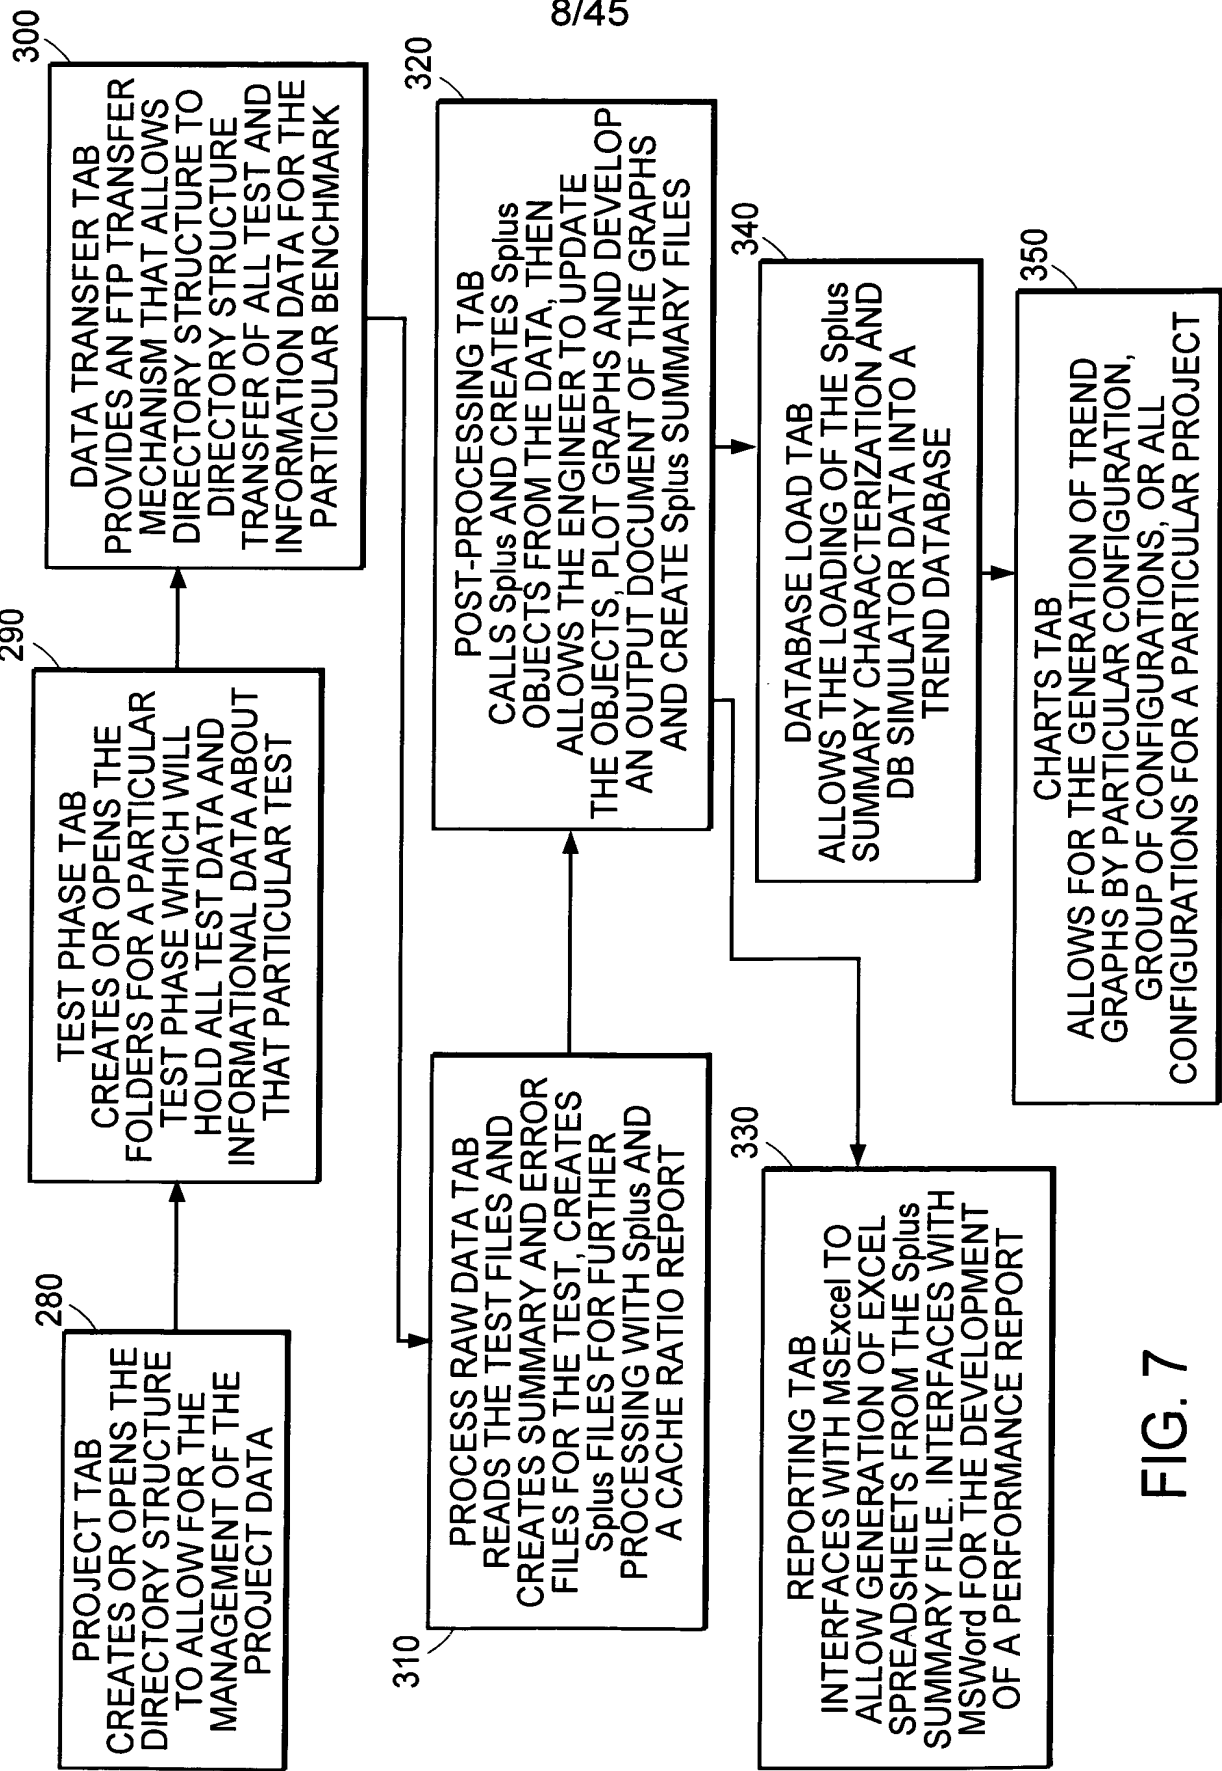 8/45
280
PROJECT TAB
CREATES OR OPENS THE
DIRECTORY STRUCTURE
TO ALLOW FOR THE
MANAGEMENT OF THE
PROJECT DATA
290
TEST PHASE TAB
CREATES OR OPENS THE
FOLDERS FOR A PARTICULAR
TEST PHASE WHICH WILL
HOLD ALL TEST DATA AND
INFORMATIONAL DATA ABOUT
THAT PARTICULAR TEST
300
DATA TRANSFER TAB
PROVIDES AN FTP TRANSFER
MECHANISM THAT ALLOWS
DIRECTORY STRUCTURE TO
DIRECTORY STRUCTURE
TRANSFER OF ALL TEST AND
INFORMATION DATA FOR THE
PARTICULAR BENCHMARK
310
PROCESS RAW DATA TAB
READS THE TEST FILES AND
CREATES SUMMARY AND ERROR
FILES FOR THE TEST, CREATES
Splus FILES FOR FURTHER
PROCESSING WITH Splus AND
A CACHE RATIO REPORT
320
POST-PROCESSING TAB
CALLS Splus AND CREATES Splus
OBJECTS FROM THE DATA, THEN
ALLOWS THE ENGINEER TO UPDATE
THE OBJECTS, PLOT GRAPHS AND DEVELOP
AN OUTPUT DOCUMENT OF THE GRAPHS
AND CREATE Splus SUMMARY FILES
330
REPORTING TAB
INTERFACES WITH MSExcel TO
ALLOW GENERATION OF EXCEL
SPREADSHEETS FROM THE Splus
SUMMARY FILE. INTERFACES WITH
MSWord FOR THE DEVELOPMENT
OF A PERFORMANCE REPORT
340
DATABASE LOAD TAB
ALLOWS THE LOADING OF THE Splus
SUMMARY CHARACTERIZATION AND
DB SIMULATOR DATA INTO A
TREND DATABASE
350
CHARTS TAB
ALLOWS FOR THE GENERATION OF TREND
GRAPHS BY PARTICULAR CONFIGURATION,
GROUP OF CONFIGURATIONS, OR ALL
CONFIGURATIONS FOR A PARTICULAR PROJECT
FIG. 7